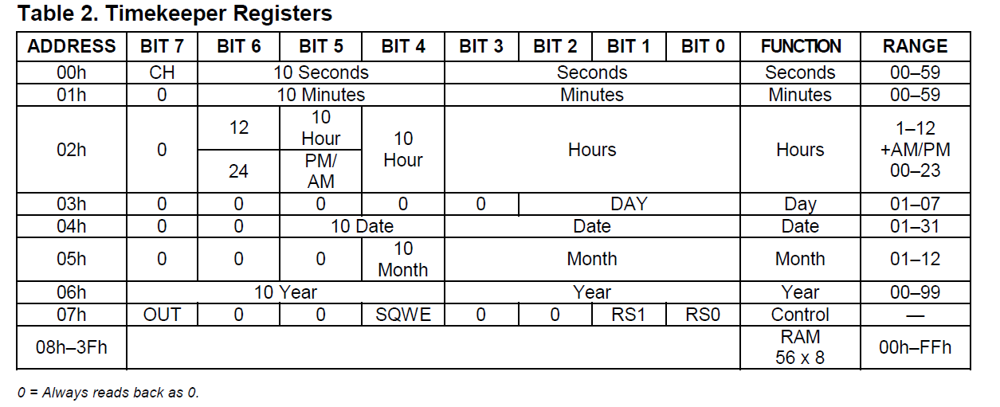 Table 2. Timekeeper Registers
ADDRESS BIT 7 BIT 6 BIT 5 BIT 4 BIT 3 BIT 2 BIT 1 BIT 0 FUNCTION RANGE
00h CH 10 Seconds Seconds Seconds 00–59
01h 0 10 Minutes Minutes Minutes 00–59
02h 0 12 24 10 Hour PM/ AM 10 Hour Hours Hours 1–12 +AM/PM 00–23
03h 0 0 0 0 0 DAY Day 01–07
04h 0 0 10 Date Date Date 01–31
05h 0 0 0 10 Month Month Month 01–12
06h 10 Year Year Year 00–99
07h OUT 0 0 SQWE 0 0 RS1 RS0 Control —
08h–3Fh RAM 56 x 8 00h–FFh
0 = Always reads back as 0.